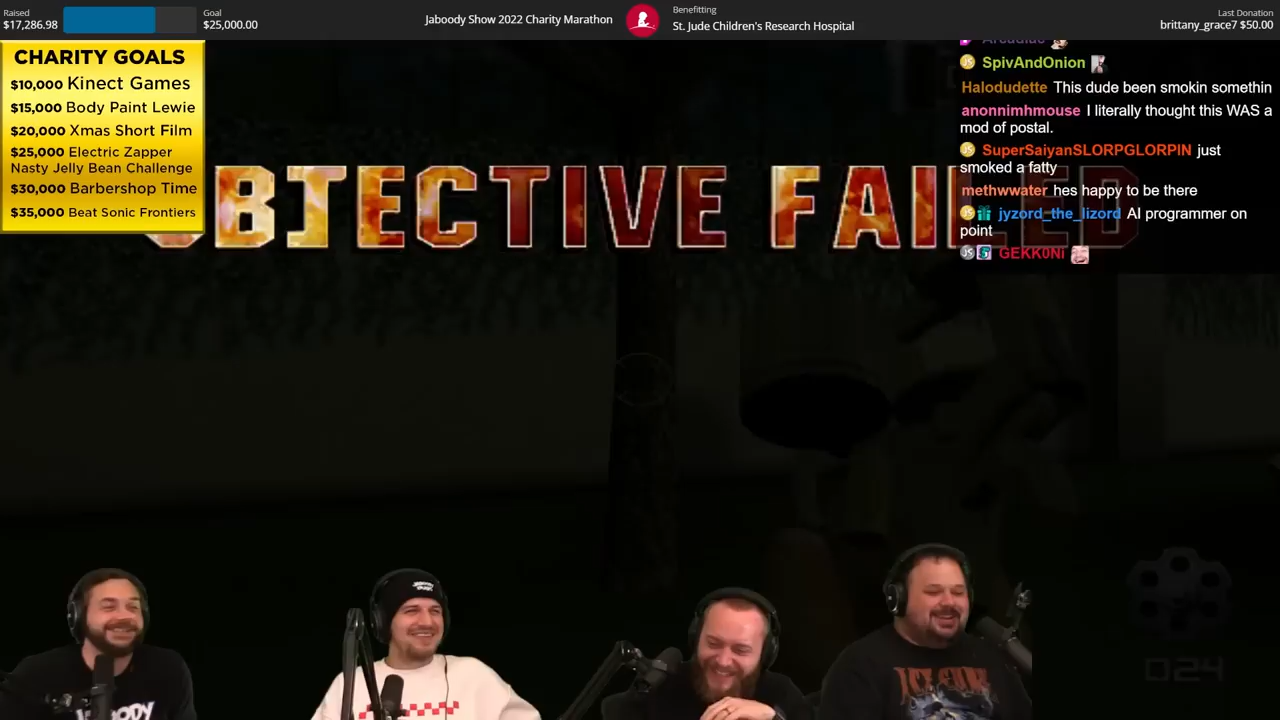 Raised
$17,286.98
Goal
$25,000.00
Jaboody Show 2022 Charity Marathon
Benefitting
St. Jude Children's Research Hospital
Last Donation
brittany_grace7 $50.00
CHARITY GOALS
$10,000 Kinect Games
$15,000 Body Paint Lewie
$20,000 Xmas Short Film
$25,000 Electric Zapper
Nasty Jelly Bean Challenge
$30,000 Barbershop Time
$35,000 Beat Sonic Frontiers
OBJECTIVE FAILED
SpivAndOnion
Halodudette This dude been smokin somethin
anonnimhmouse I literally thought this WAS a
mod of postal.
SuperSaiyanSLORPGLORPIN just
smoked a fatty
methwwater hes happy to be there
jyzord_the_lizord AI programmer on
point
GEKK0Ni
024